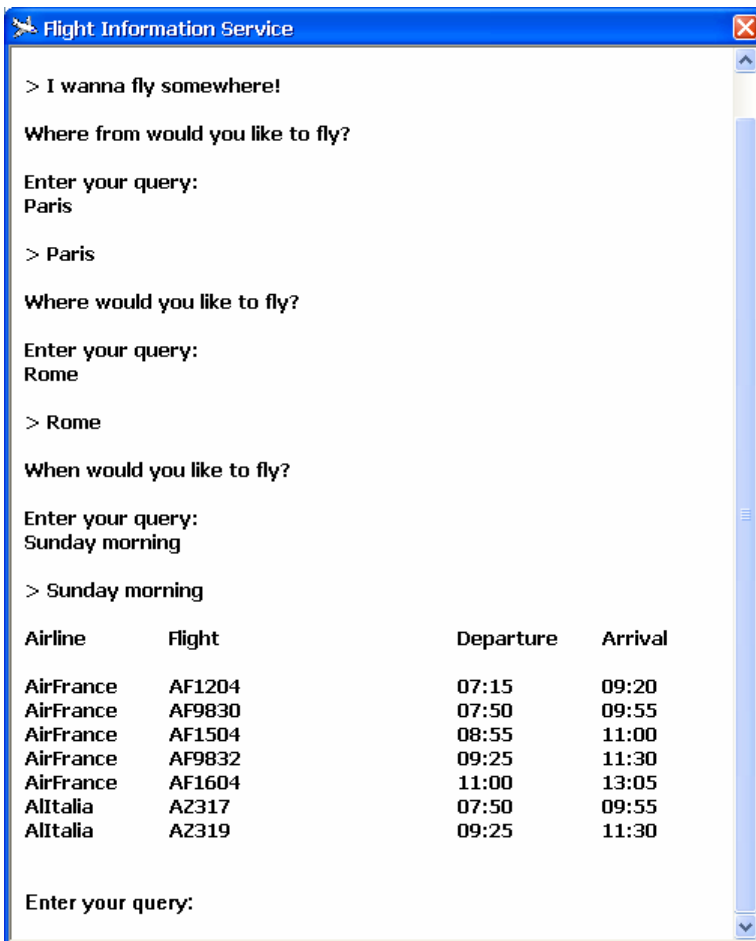 Flight Information Service
> I wanna fly somewhere!
Where from would you like to fly?
Enter your query:
Paris
> Paris
Where would you like to fly?
Enter your query:
Rome
> Rome
When would you like to fly?
Enter your query:
Sunday morning
> Sunday morning
Airline Flight Departure Arrival
AirFrance AF1204 07:15 09:20
AirFrance AF9830 07:50 09:55
AirFrance AF1504 08:55 11:00
AirFrance AF9832 09:25 11:30
AirFrance AF1604 11:00 13:05
AlItalia AZ317 07:50 09:55
AlItalia AZ319 09:25 11:30
Enter your query: